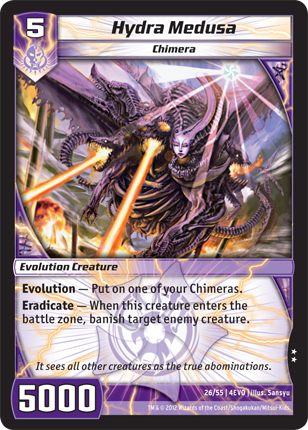 5
Hydra Medusa
Chimera
Evolution Creature
Evolution — Put on one of your Chimeras.
Eradicate — When this creature enters the
battle zone, banish target enemy creature.
It sees all other creatures as the true abominations.
5000
26/55 | 4EVO | Illus. Sansyu
TM & © 2012 Wizards of the Coast/Shogakukan/Mitsui-Kids.